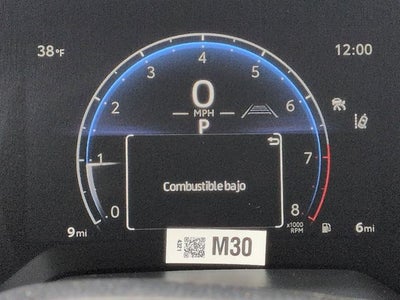 38°F
12:00
4
3
5
2
6
1
7
0
8
0
MPH
P
x1000
RPM
Combustible bajo
9mi
6mi
4321
M30